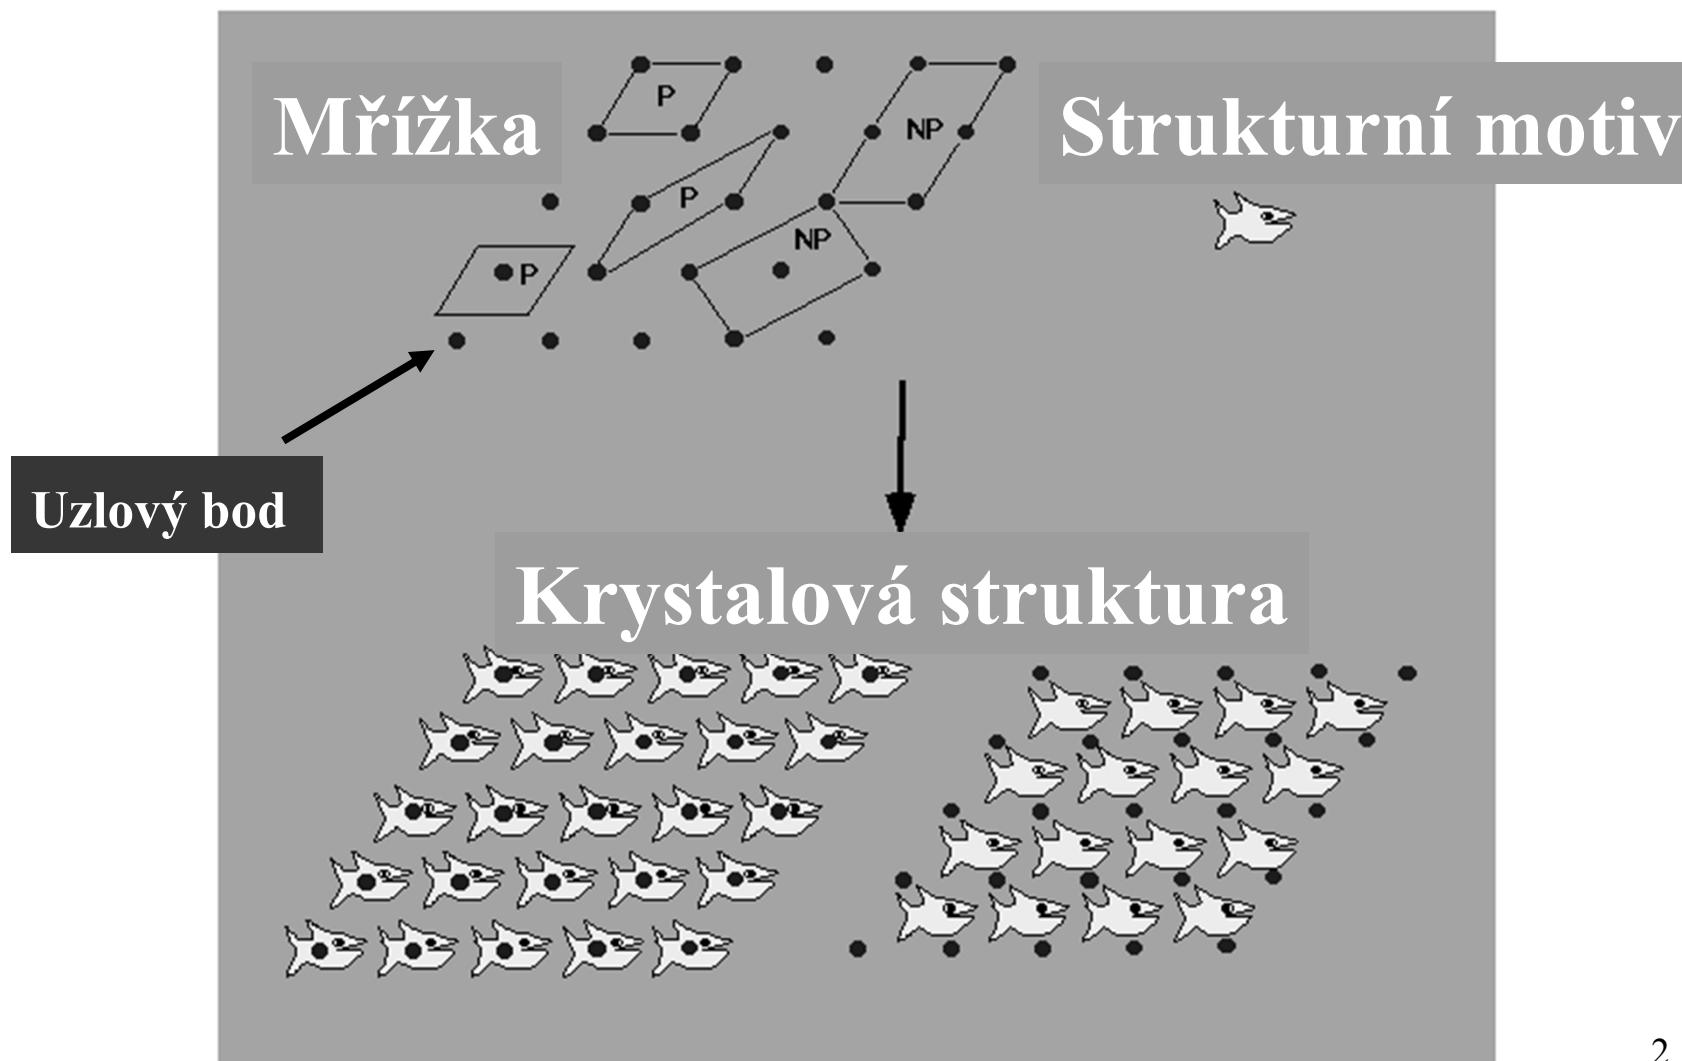 Mřížka
P
NP
Strukturní motiv
P
NP
P
Uzlový bod
Krystalová struktura
2